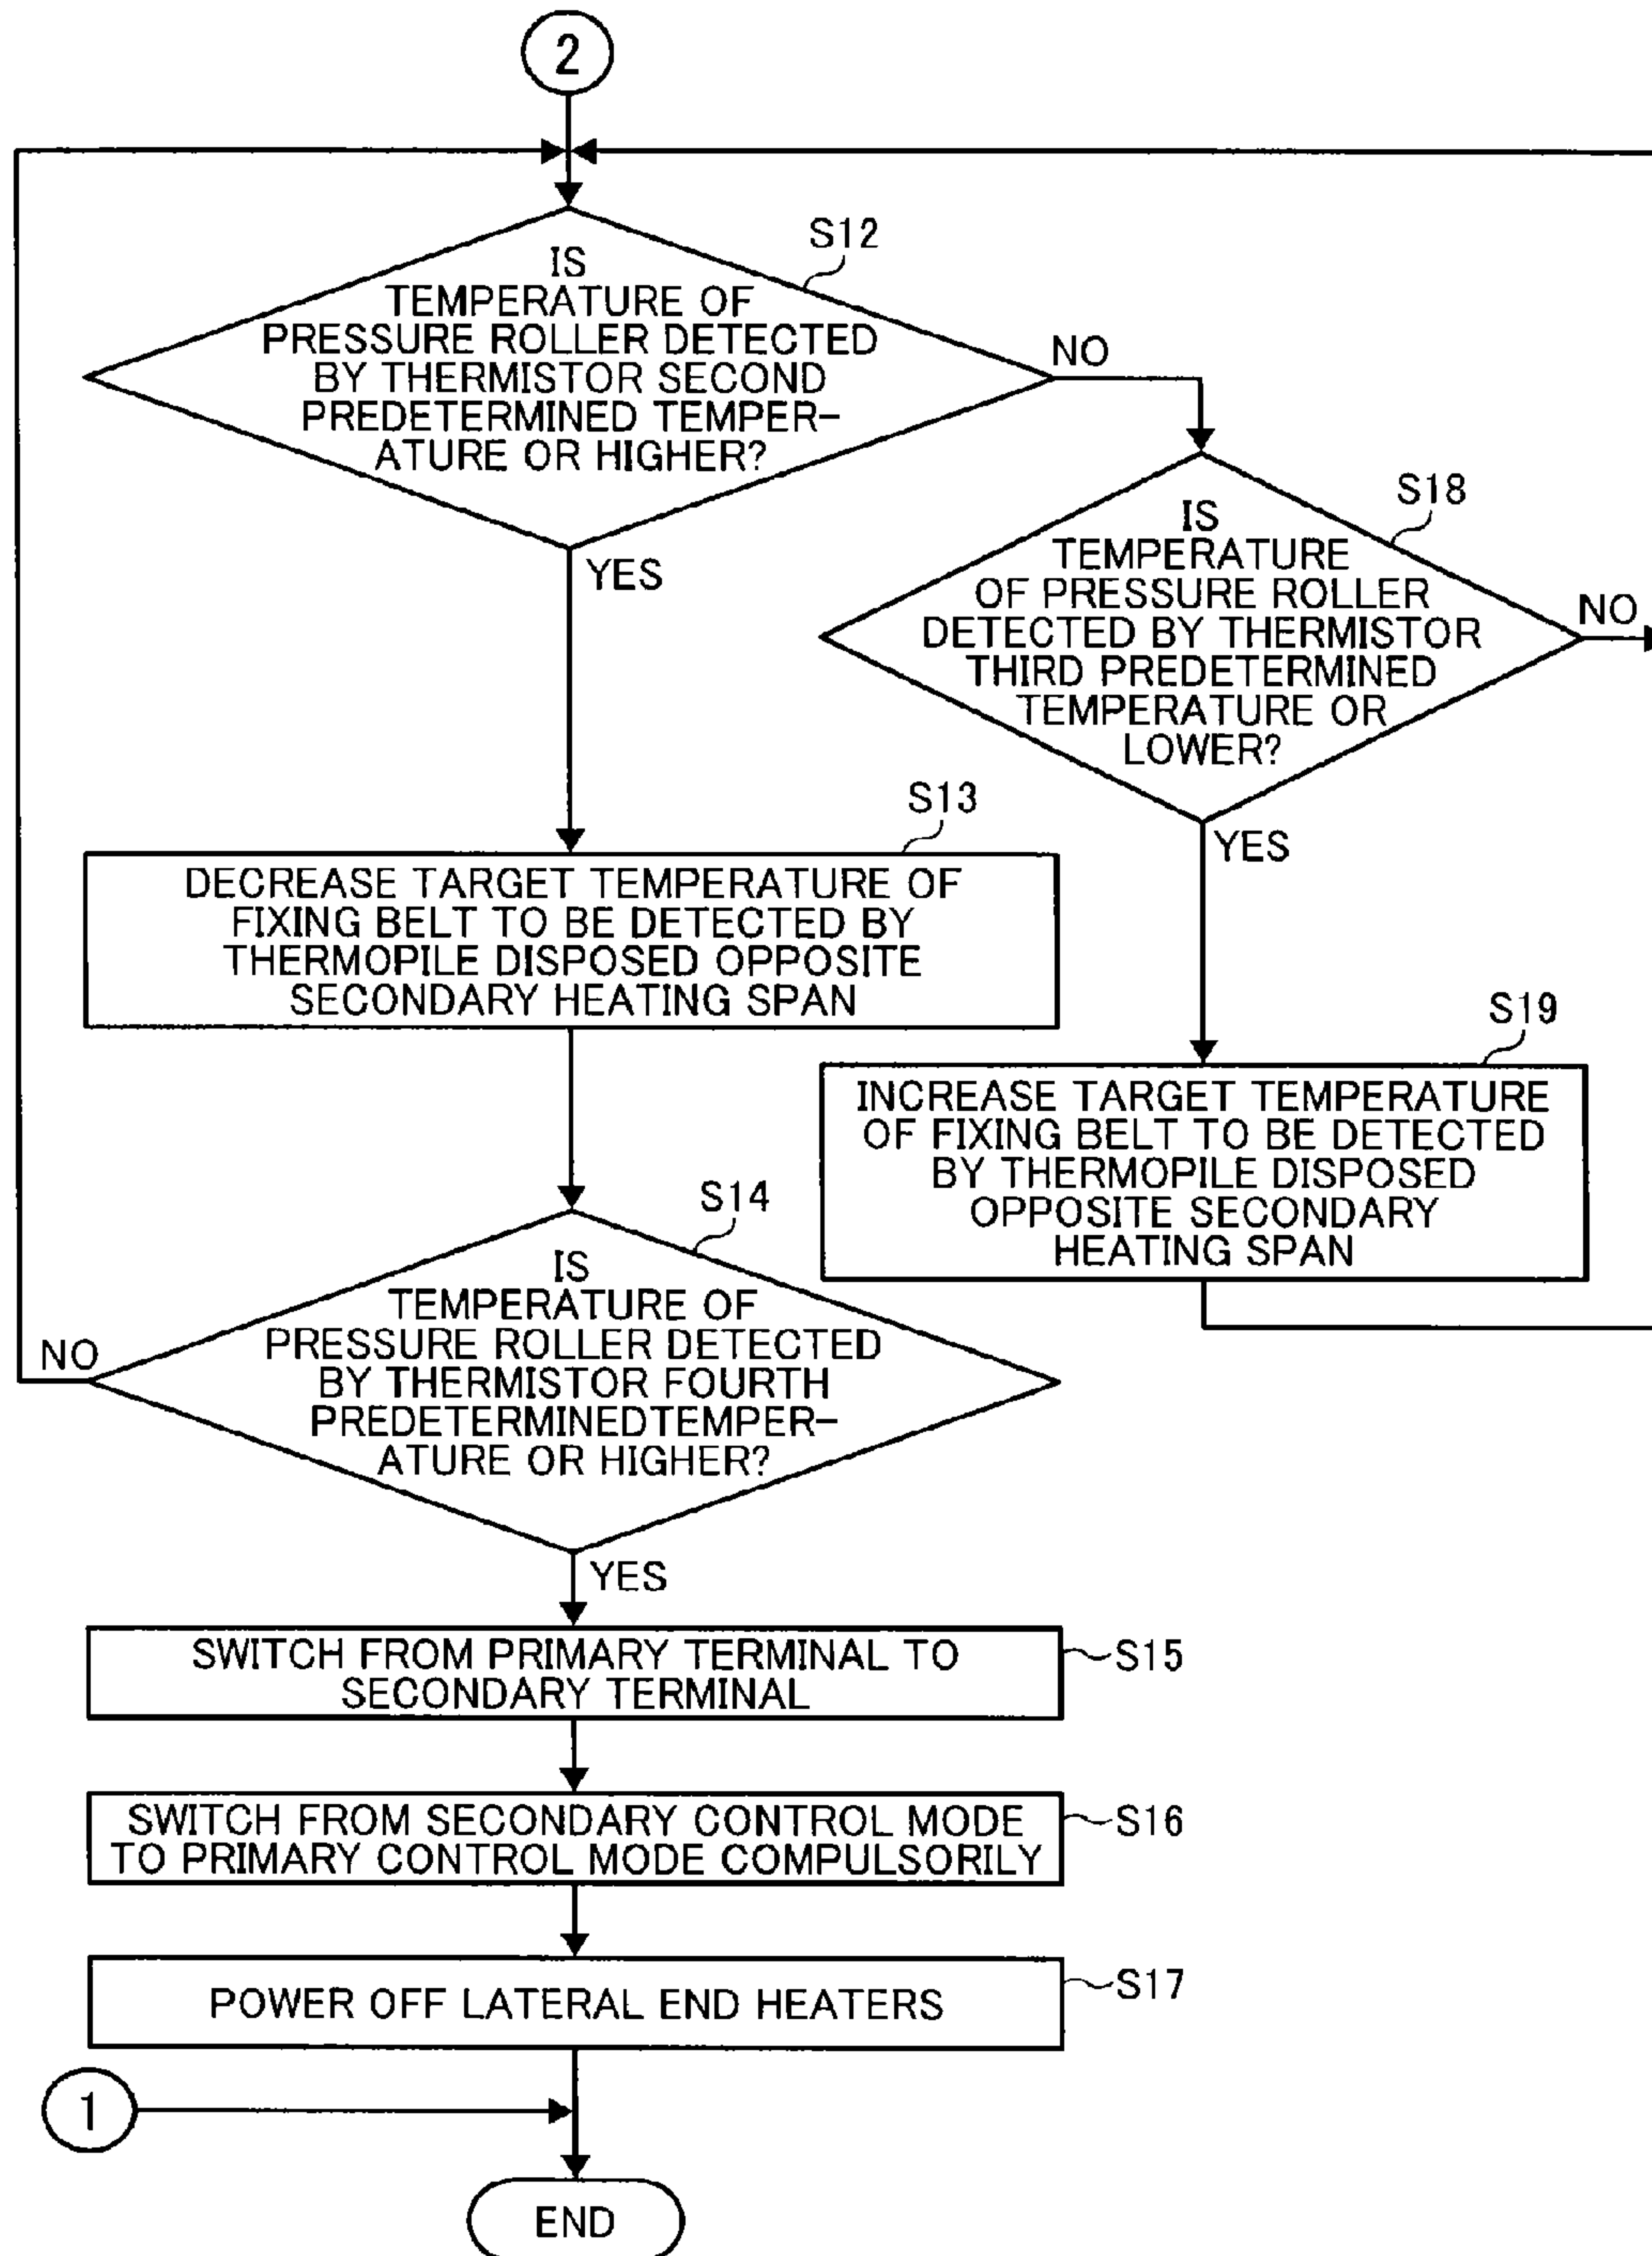 2
S12
IS
TEMPERATURE OF
PRESSURE ROLLER DETECTED
BY THERMISTOR SECOND
PREDETERMINED TEMPER-
ATURE OR HIGHER?
NO
YES
S18
IS
TEMPERATURE
OF PRESSURE ROLLER
DETECTED BY THERMISTOR
THIRD PREDETERMINED
TEMPERATURE OR
LOWER?
NO
YES
S13
DECREASE TARGET TEMPERATURE OF
FIXING BELT TO BE DETECTED BY
THERMOPILE DISPOSED OPPOSITE
SECONDARY HEATING SPAN
S19
INCREASE TARGET TEMPERATURE
OF FIXING BELT TO BE DETECTED
BY THERMOPILE DISPOSED
OPPOSITE SECONDARY
HEATING SPAN
S14
IS
TEMPERATURE OF
PRESSURE ROLLER DETECTED
BY THERMISTOR FOURTH
PREDETERMINEDTEMPER-
ATURE OR HIGHER?
NO
YES
SWITCH FROM PRIMARY TERMINAL TO
SECONDARY TERMINAL
S15
SWITCH FROM SECONDARY CONTROL MODE
TO PRIMARY CONTROL MODE COMPULSORILY
S16
POWER OFF LATERAL END HEATERS
S17
1
END